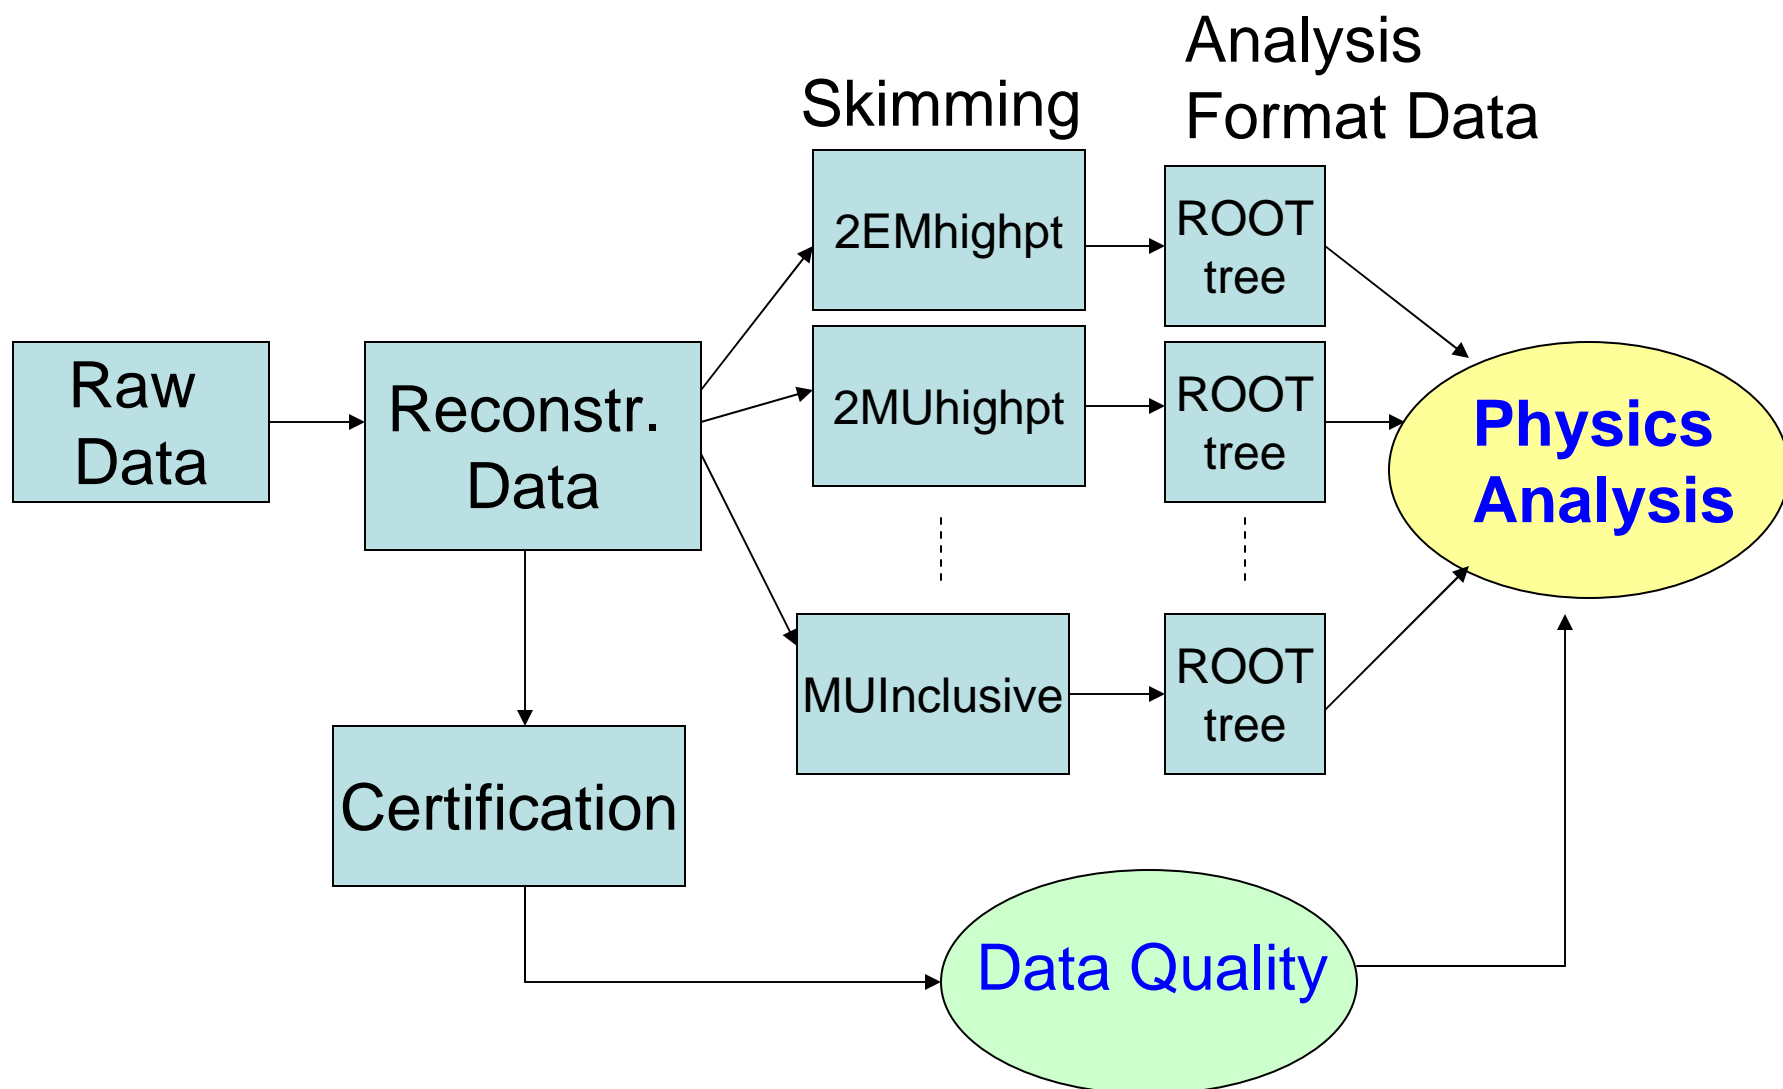 Analysis
Format Data
Skimming
2EMhighpt
ROOT
tree
Raw
Data
Reconstr.
Data
2MUhighpt
ROOT
tree
Physics
Analysis
MUInclusive
ROOT
tree
Certification
Data Quality